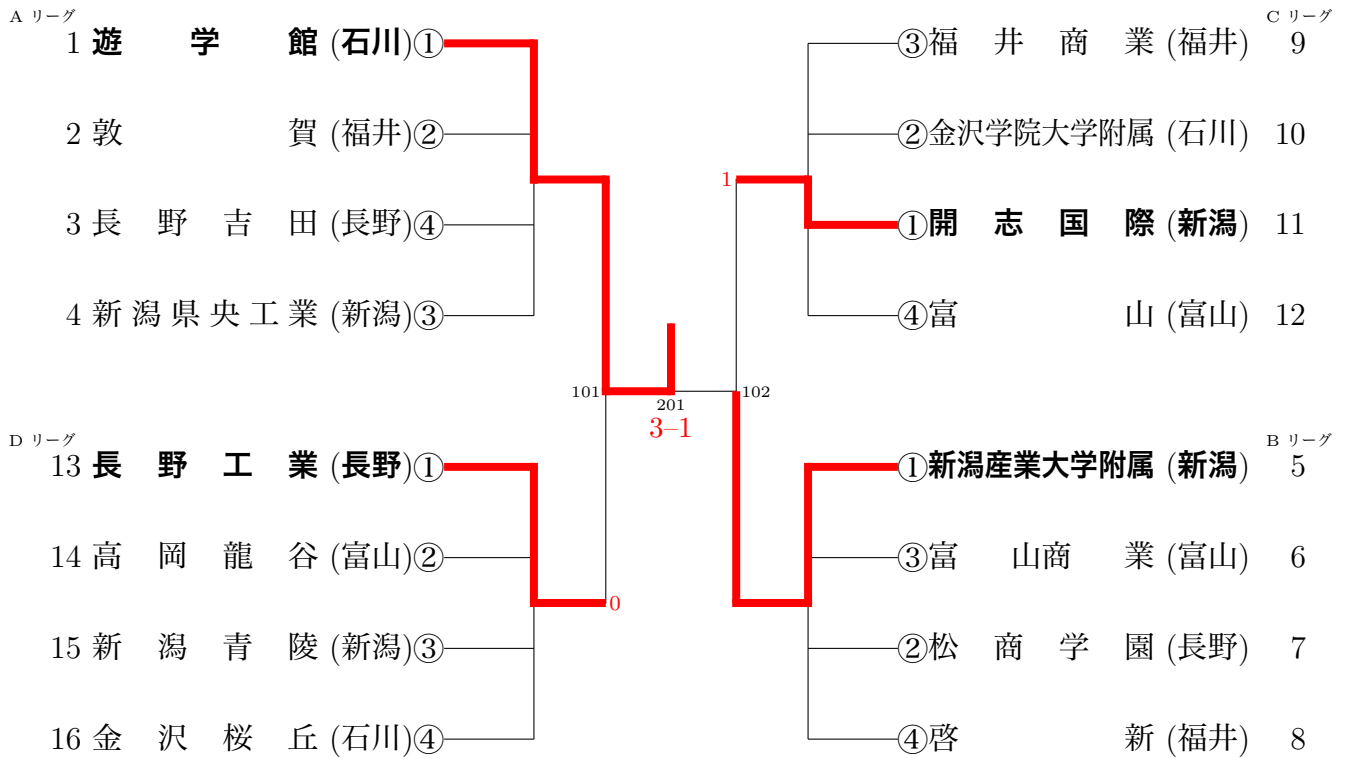 A リーグ
1 遊学館 (石川)①
2 敦賀 (福井)②
3 長野吉田 (長野)④
4 新潟県央工業 (新潟)③
D リーグ
13 長野工業 (長野)①
14 高岡龍谷 (富山)②
15 新潟青陵 (新潟)③
16 金沢桜丘 (石川)④
0
101
201
3–1
102
1
C リーグ
③福井商業 (福井) 9
②金沢学院大学附属 (石川) 10
①開志国際 (新潟) 11
④富山 (富山) 12
B リーグ
①新潟産業大学附属 (新潟) 5
③富山商業 (富山) 6
②松商学園 (長野) 7
④啓新 (福井) 8